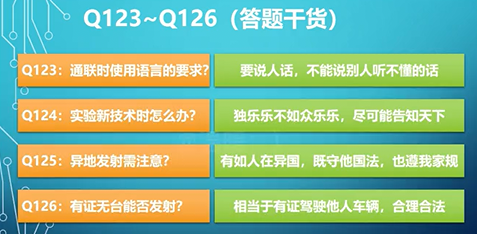 Q123~Q126（答题干货）
Q123：通联时使用语言的要求?
要说人话，不能说别人听不懂的话
Q124：实验新技术时怎么办?
独乐乐不如众乐乐，尽可能告知天下
Q125：异地发射需注意?
有如人在异国，既守他国法，也遵我家规
Q126：有证无台能否发射?
相当于有证驾驶他人车辆，合理合法